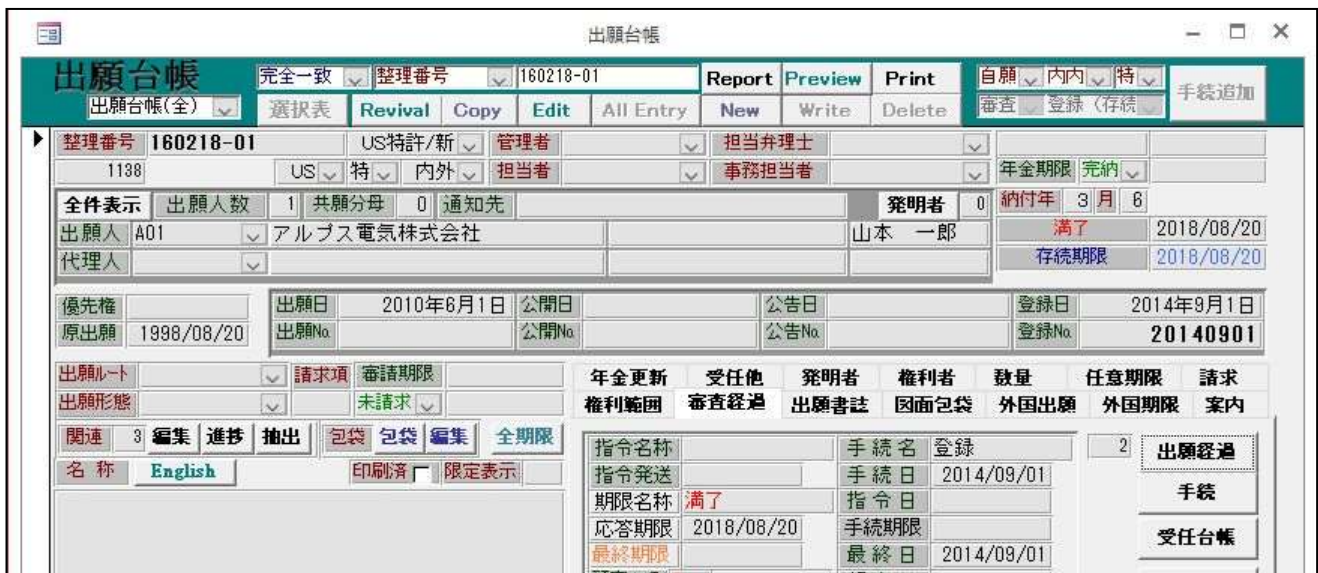 出願台帳
出願台帳 完全一致 整理番号 160218-01 Report Preview Print 自願 内内 特 手続追加
出願台帳(全) 選択表 Revival Copy Edit All Entry New Write Delete 審査 登録 (存続
整理番号 160218-01 US特許/新 管理者 担当弁理士
1138 US 特 内外 担当者 事務担当者 年金期限 完納
全件表示 出願人数 1 共願分母 0 通知先 発明者 0 納付年 3 月 6
出願人 A01 アルプス電気株式会社 山本 一郎 満了 2018/08/20
代理人 存続期限 2018/08/20
優先権 出願日 2010年6月1日 公開日 公告日 登録日 2014年9月1日
原出願 1998/08/20 出願No. 公開No. 公告No. 登録No. 20140901
出願ルート 請求項 審請期限 年金更新 受任他 発明者 権利者 数量 任意期限 請求
出願形態 未請求 権利範囲 審査経過 出願書誌 図面包袋 外国出願 外国期限 案内
関連 3 編集 進捗 抽出 包袋 包袋 編集 全期限 指令名称 手続名 登録 2 出願経過
名称 English 印刷済 限定表示 指令発送 手続日 2014/09/01
期限名称 満了 指令日 手続
応答期限 2018/08/20 手続期限 受任台帳
最終期限 最終日 2014/09/01